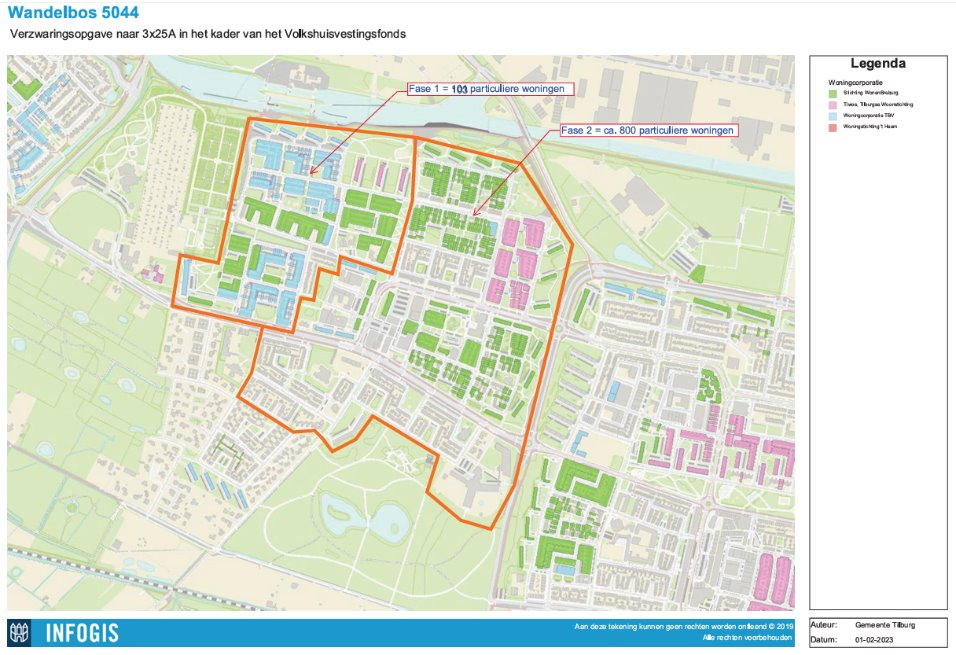 Wandelbos 5044
Verzwaringsopgave naar 3x25A in het kader van het Volkshuisvestingsfonds
Fase 1 = 103 particuliere woningen
Fase 2 = ca. 800 particuliere woningen
Legenda
Woningcorporatie
Stichting WonenBreburg
Tiwos, Tilburgse Woonstichting
Woningcorporatie TBV
Woningstichting 't Heem
INFOGIS
Aan deze tekening kunnen geen rechten worden ontleend © 2019
Alle rechten voorbehouden
Auteur: Gemeente Tilburg
Datum: 01-02-2023